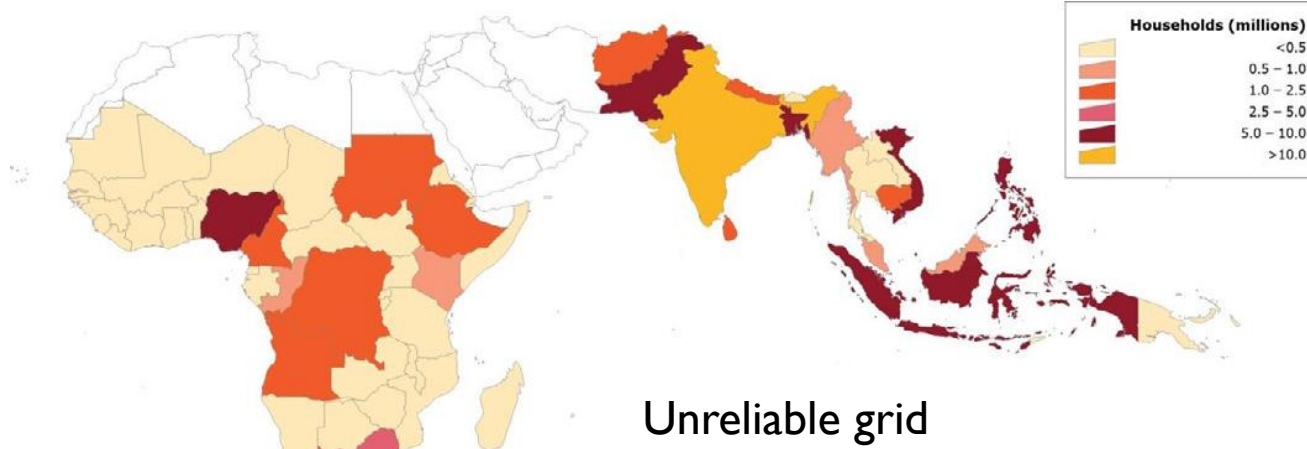 Households (millions)
<0.5
0.5 – 1.0
1.0 – 2.5
2.5 – 5.0
5.0 – 10.0
>10.0
Unreliable grid